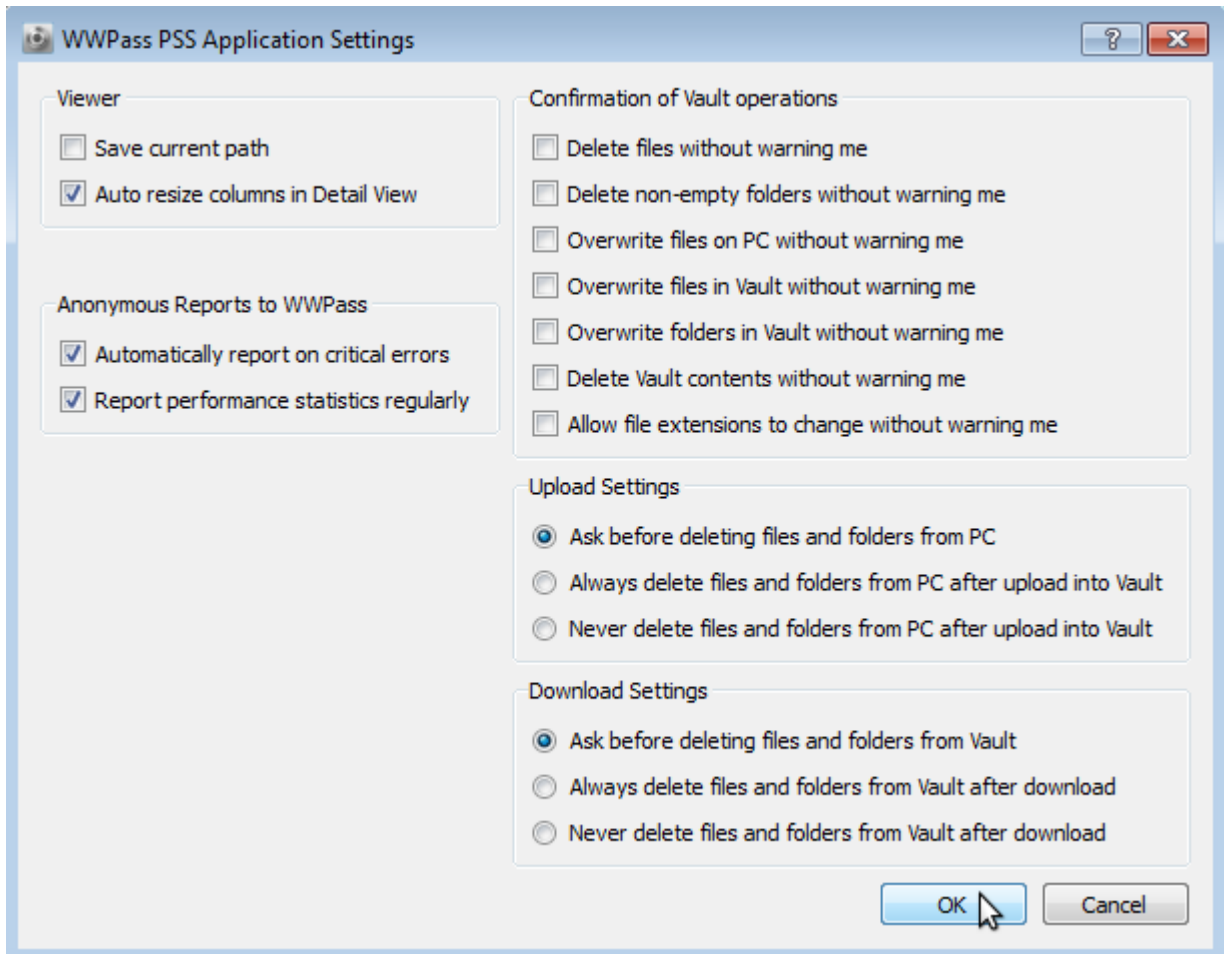 WWPass PSS Application Settings
Viewer
Save current path
Auto resize columns in Detail View
Anonymous Reports to WWPass
Automatically report on critical errors
Report performance statistics regularly
Confirmation of Vault operations
Delete files without warning me
Delete non-empty folders without warning me
Overwrite files on PC without warning me
Overwrite files in Vault without warning me
Overwrite folders in Vault without warning me
Delete Vault contents without warning me
Allow file extensions to change without warning me
Upload Settings
Ask before deleting files and folders from PC
Always delete files and folders from PC after upload into Vault
Never delete files and folders from PC after upload into Vault
Download Settings
Ask before deleting files and folders from Vault
Always delete files and folders from Vault after download
Never delete files and folders from Vault after download
OK Cancel